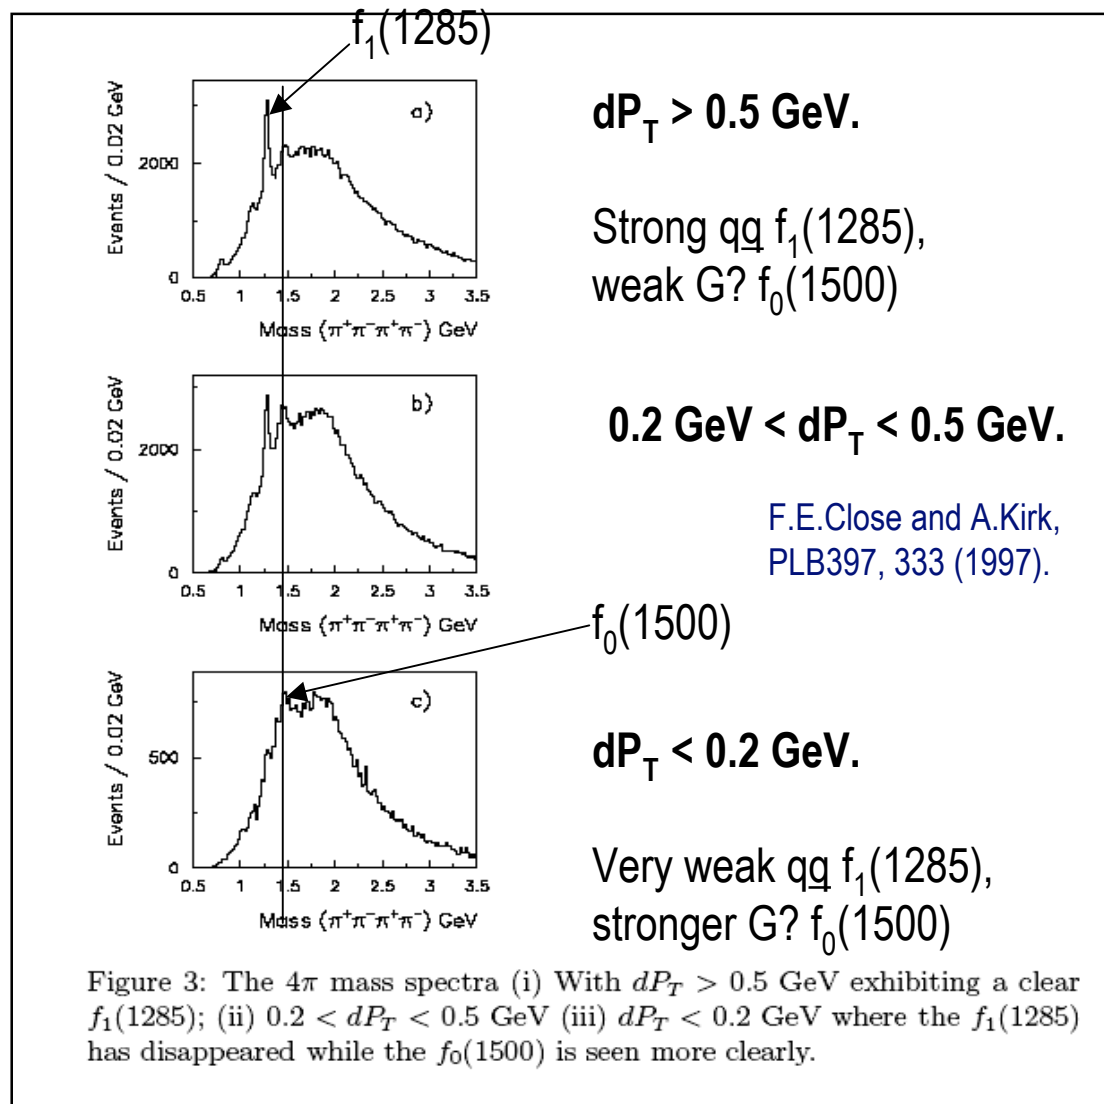 f₁(1285)
a)
Events / 0.02 GeV
2000
0
0.5 1 1.5 2 2.5 3 3.5
Mass (π⁺π⁻π⁺π⁻) GeV
dP_T > 0.5 GeV.
Strong qq̲ f₁(1285),
weak G? f₀(1500)
b)
Events / 0.02 GeV
2000
0
0.5 1 1.5 2 2.5 3 3.5
Mass (π⁺π⁻π⁺π⁻) GeV
0.2 GeV < dP_T < 0.5 GeV.
F.E.Close and A.Kirk,
PLB397, 333 (1997).
f₀(1500)
c)
Events / 0.02 GeV
500
0
0.5 1 1.5 2 2.5 3 3.5
Mass (π⁺π⁻π⁺π⁻) GeV
dP_T < 0.2 GeV.
Very weak qq̲ f₁(1285),
stronger G? f₀(1500)
Figure 3: The 4π mass spectra (i) With dP_T > 0.5 GeV exhibiting a clear
f₁(1285); (ii) 0.2 < dP_T < 0.5 GeV (iii) dP_T < 0.2 GeV where the f₁(1285)
has disappeared while the f₀(1500) is seen more clearly.